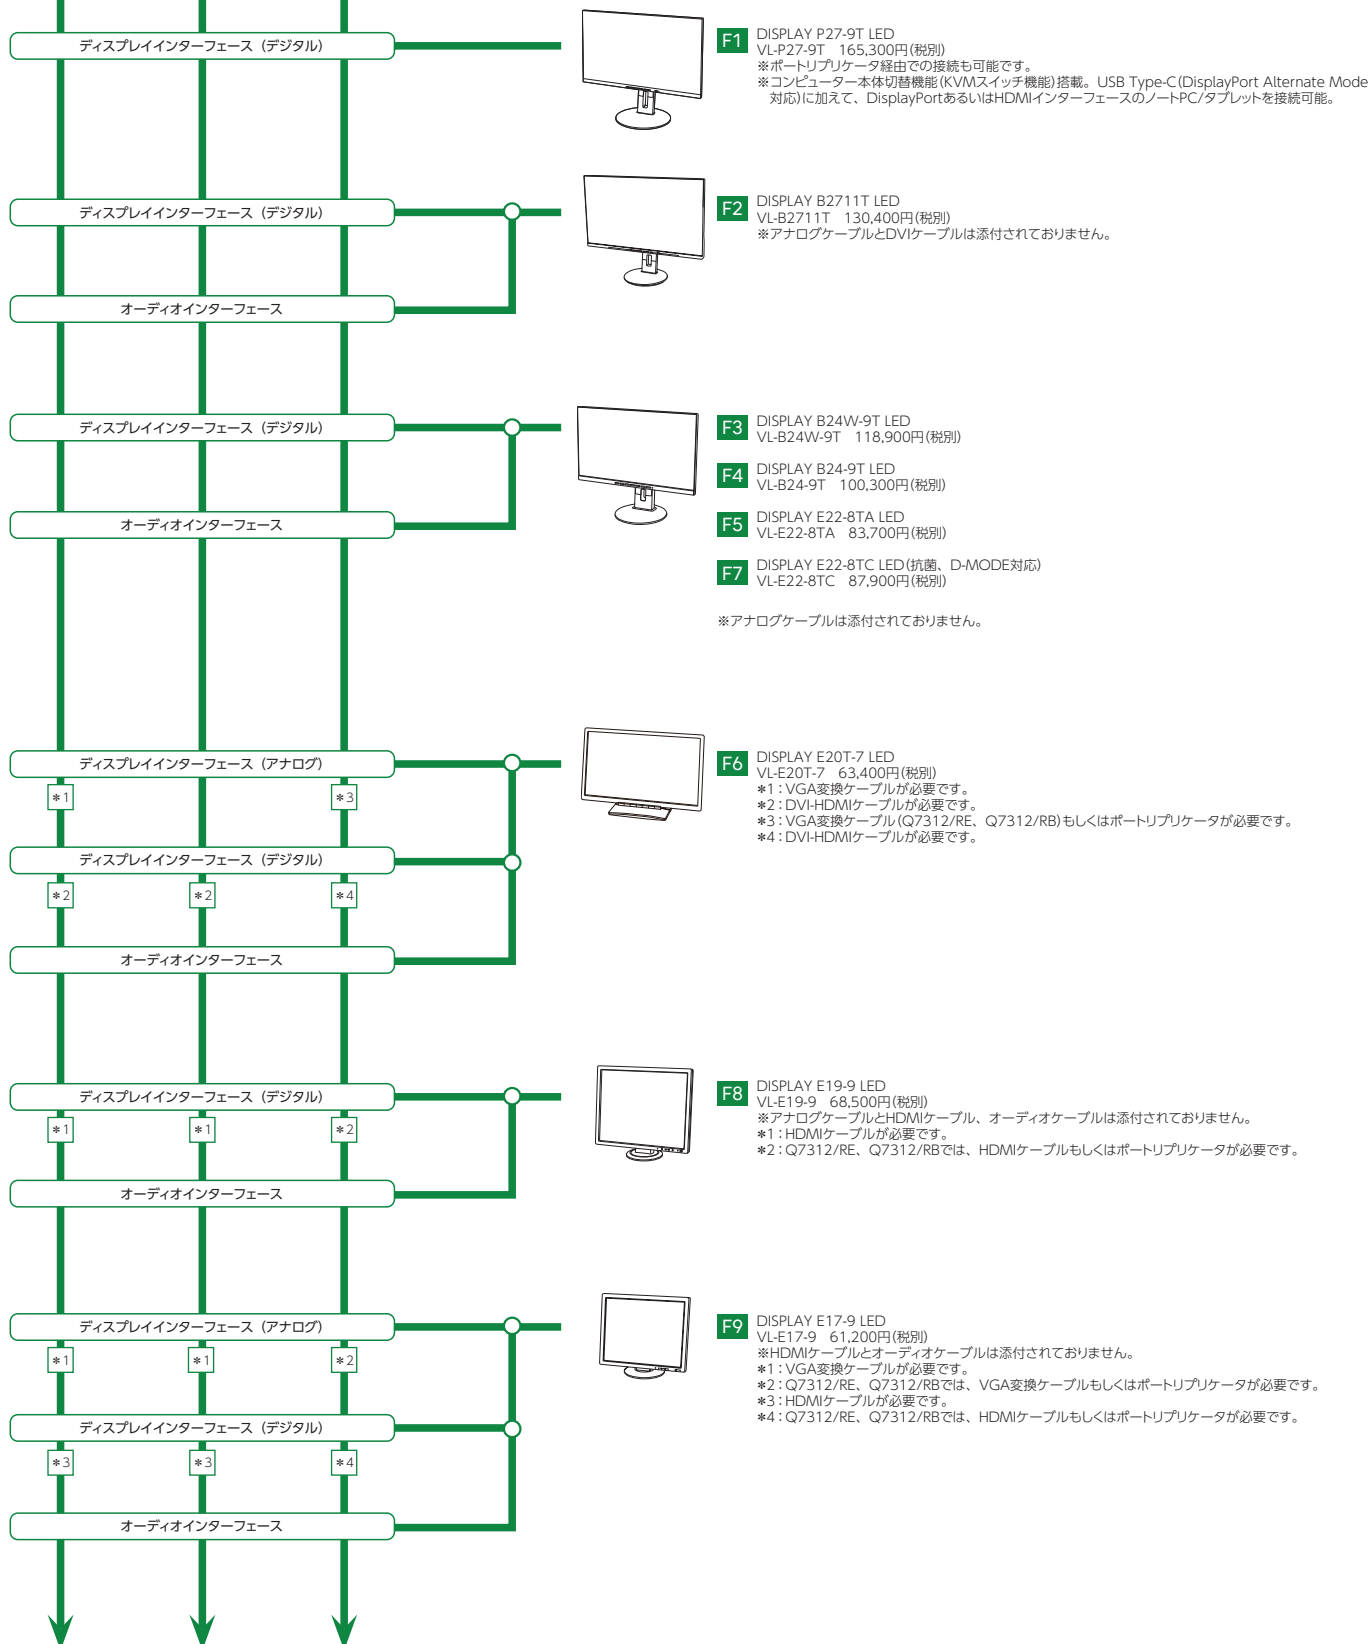 ディスプレイインターフェース（デジタル）
F1
DISPLAY P27-9T LED
VL-P27-9T 165,300円(税別)
※ポートリプリケータ経由での接続も可能です。
※コンピューター本体切替機能(KVMスイッチ機能)搭載。USB Type-C(DisplayPort Alternate Mode
対応)に加えて、DisplayPortあるいはHDMIインターフェースのノートPC/タブレットを接続可能。
ディスプレイインターフェース（デジタル）
オーディオインターフェース
F2
DISPLAY B2711T LED
VL-B2711T 130,400円(税別)
※アナログケーブルとDVIケーブルは添付されておりません。
ディスプレイインターフェース（デジタル）
オーディオインターフェース
F3
DISPLAY B24W-9T LED
VL-B24W-9T 118,900円(税別)
F4
DISPLAY B24-9T LED
VL-B24-9T 100,300円(税別)
F5
DISPLAY E22-8TA LED
VL-E22-8TA 83,700円(税別)
F7
DISPLAY E22-8TC LED(抗菌、D-MODE対応)
VL-E22-8TC 87,900円(税別)
※アナログケーブルは添付されておりません。
ディスプレイインターフェース（アナログ）
*1 *3
ディスプレイインターフェース（デジタル）
*2 *2 *4
オーディオインターフェース
F6
DISPLAY E20T-7 LED
VL-E20T-7 63,400円(税別)
*1：VGA変換ケーブルが必要です。
*2：DVI-HDMIケーブルが必要です。
*3：VGA変換ケーブル(Q7312/RE、Q7312/RB)もしくはポートリプリケータが必要です。
*4：DVI-HDMIケーブルが必要です。
ディスプレイインターフェース（デジタル）
*1 *1 *2
オーディオインターフェース
F8
DISPLAY E19-9 LED
VL-E19-9 68,500円(税別)
※アナログケーブルとHDMIケーブル、オーディオケーブルは添付されておりません。
*1：HDMIケーブルが必要です。
*2：Q7312/RE、Q7312/RBでは、HDMIケーブルもしくはポートリプリケータが必要です。
ディスプレイインターフェース（アナログ）
*1 *1 *2
ディスプレイインターフェース（デジタル）
*3 *3 *4
オーディオインターフェース
F9
DISPLAY E17-9 LED
VL-E17-9 61,200円(税別)
※HDMIケーブルとオーディオケーブルは添付されておりません。
*1：VGA変換ケーブルが必要です。
*2：Q7312/RE、Q7312/RBでは、VGA変換ケーブルもしくはポートリプリケータが必要です。
*3：HDMIケーブルが必要です。
*4：Q7312/RE、Q7312/RBでは、HDMIケーブルもしくはポートリプリケータが必要です。